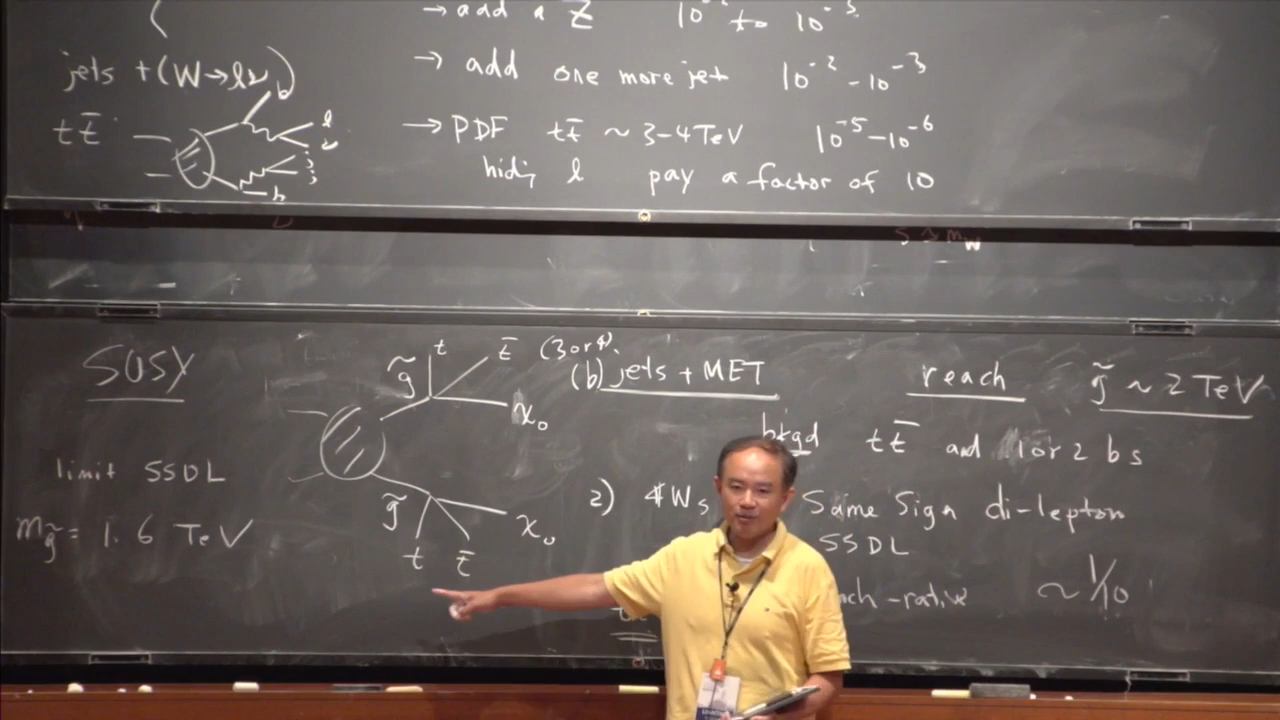 → add a Z 10 to 10
jets + (W → lν)
→ add one more jet 10^-2 - 10^-3
b
l
ν
tt̄
→ PDF tt̄ ~ 3-4 TeV 10^-5 - 10^-6
j
j
b
hiding l pay a factor of 10
SUSY
g̃ t t̄ (3 or 4)
(b) jets + MET
reach g̃ ~ 2 TeV
χ₀
bkgd tt̄ and 1 or 2 bs
limit SSDL
2) 4 Ws Same Sign di-lepton
g̃ χ₀
m_g̃ = 1.6 TeV
SSDL
t t̄
~ 1/10